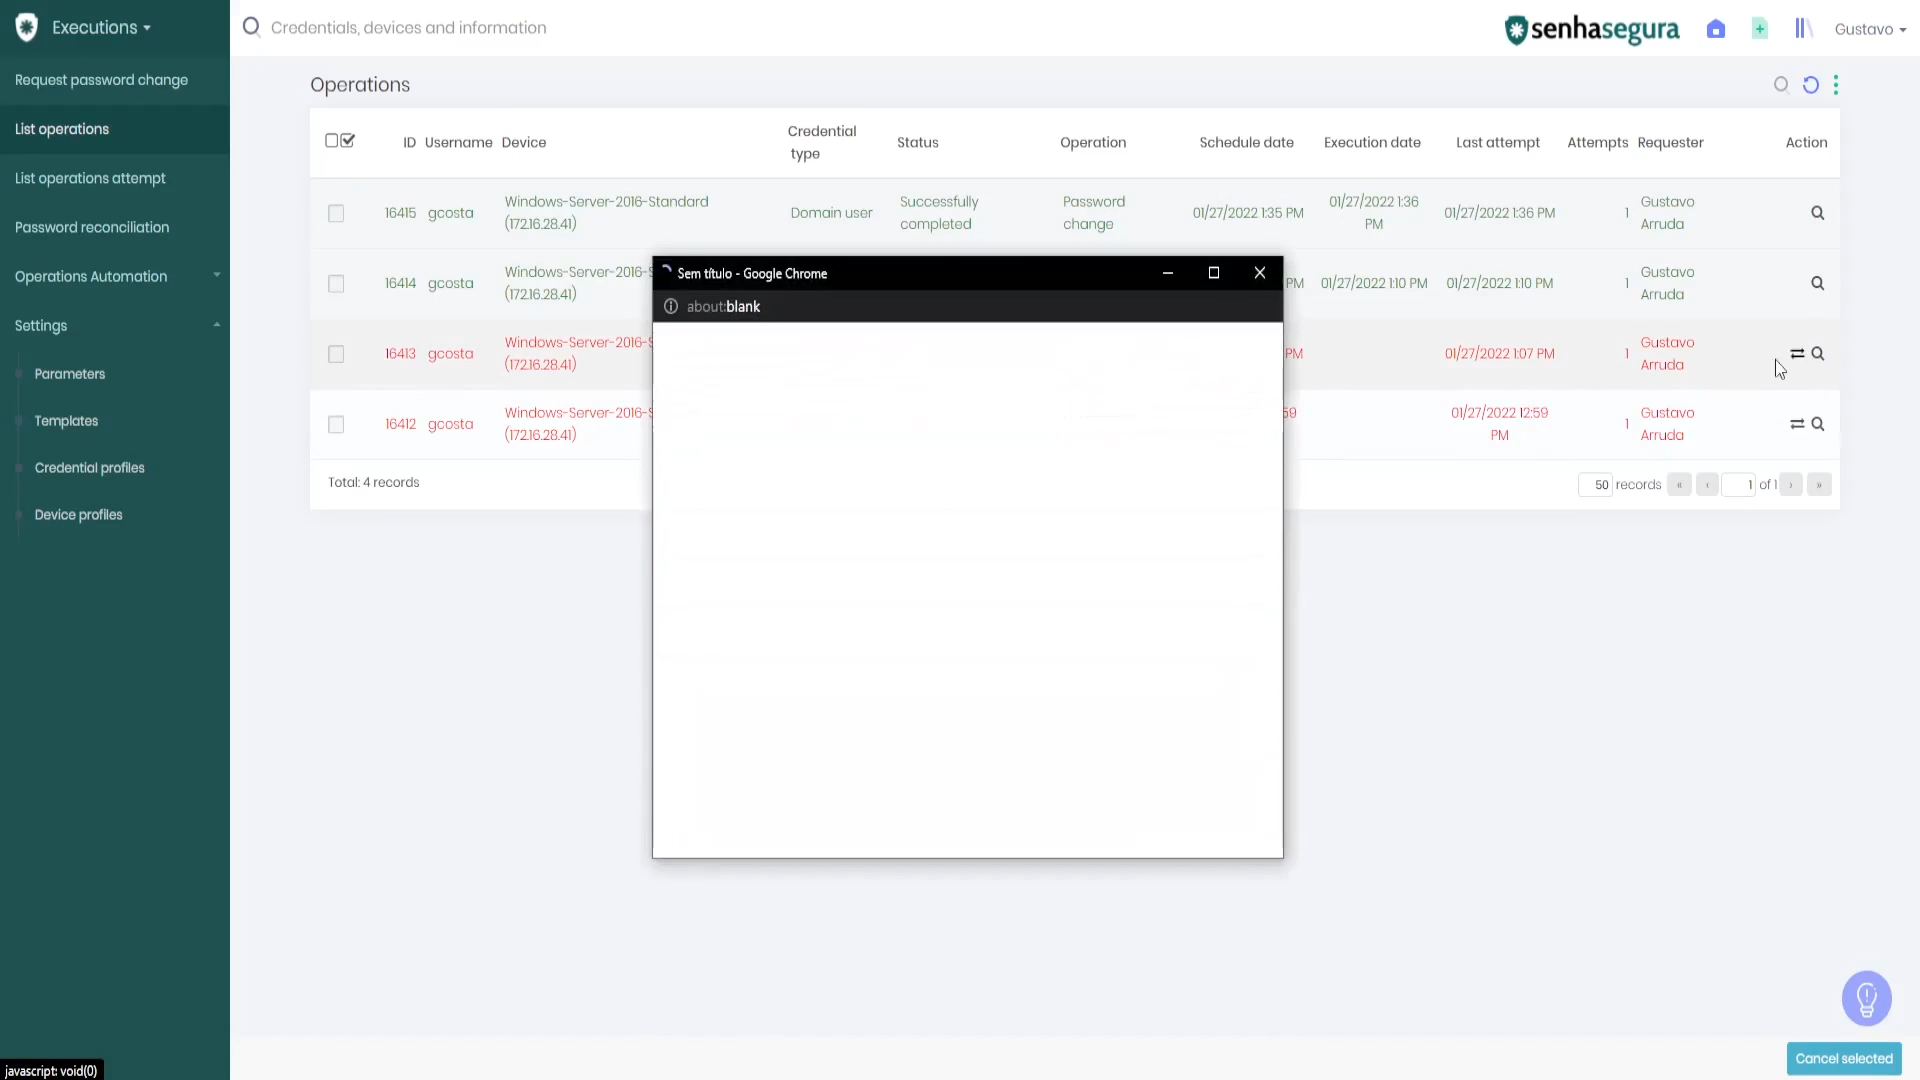 Executions
Credentials, devices and information
senhasegura
Gustavo
Request password change
List operations
List operations attempt
Password reconciliation
Operations Automation
Settings
Parameters
Templates
Credential profiles
Device profiles
Operations
ID Username Device Credential type Status Operation Schedule date Execution date Last attempt Attempts Requester Action
16415 gcosta Windows-Server-2016-Standard (172.16.28.41) Domain user Successfully completed Password change 01/27/2022 1:35 PM 01/27/2022 1:36 PM 01/27/2022 1:36 PM 1 Gustavo Arruda
16414 gcosta Windows-Server-2016-S (172.16.28.41) PM 01/27/2022 1:10 PM 01/27/2022 1:10 PM 1 Gustavo Arruda
16413 gcosta Windows-Server-2016-S (172.16.28.41) PM 01/27/2022 1:07 PM 1 Gustavo Arruda
16412 gcosta Windows-Server-2016-S (172.16.28.41) 59 01/27/2022 12:59 PM 1 Gustavo Arruda
Total: 4 records
50 records « ‹ 1 of 1 › »
Sem título - Google Chrome
about:blank
Cancel selected
javascript: void(0)